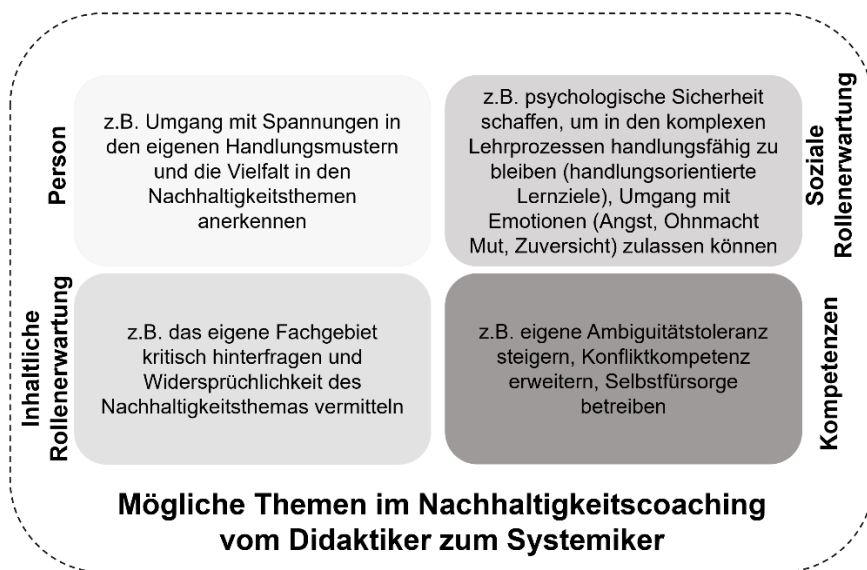 Person
z.B. Umgang mit Spannungen in
den eigenen Handlungsmustern
und die Vielfalt in den
Nachhaltigkeitsthemen
anerkennen
z.B. psychologische Sicherheit
schaffen, um in den komplexen
Lehrprozessen handlungsfähig zu
bleiben (handlungsorientierte
Lernziele), Umgang mit
Emotionen (Angst, Ohnmacht
Mut, Zuversicht) zulassen können
Soziale
Rollenerwartung
Inhaltliche
Rollenerwartung
z.B. das eigene Fachgebiet
kritisch hinterfragen und
Widersprüchlichkeit des
Nachhaltigkeitsthemas vermitteln
z.B. eigene Ambiguitätstoleranz
steigern, Konfliktkompetenz
erweitern, Selbstfürsorge
betreiben
Kompetenzen
Mögliche Themen im Nachhaltigkeitscoaching
vom Didaktiker zum Systemiker